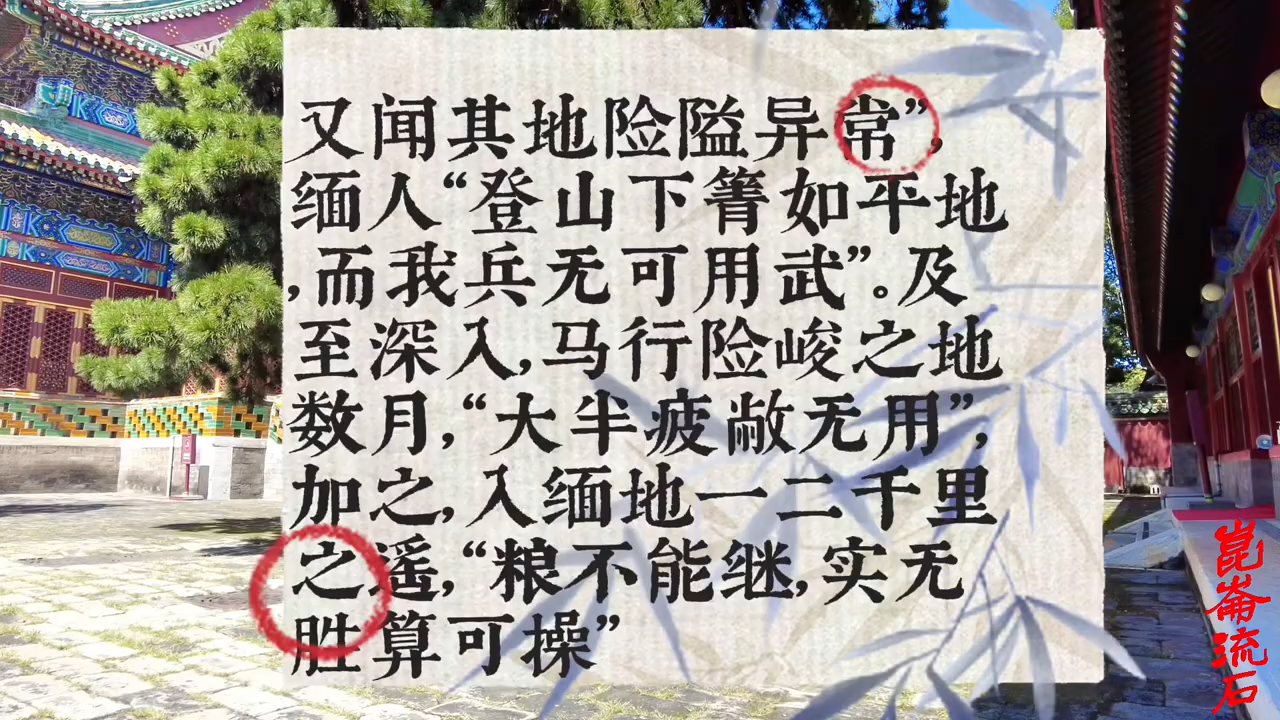 又闻其地险隘异常”,
缅人“登山下箐如平地
,而我兵无可用武”。及
至深入,马行险峻之地
数月,“大半疲敝无用”,
加之,入缅地一二千里
之遥,“粮不能继,实无
胜算可操”
崑崙流石